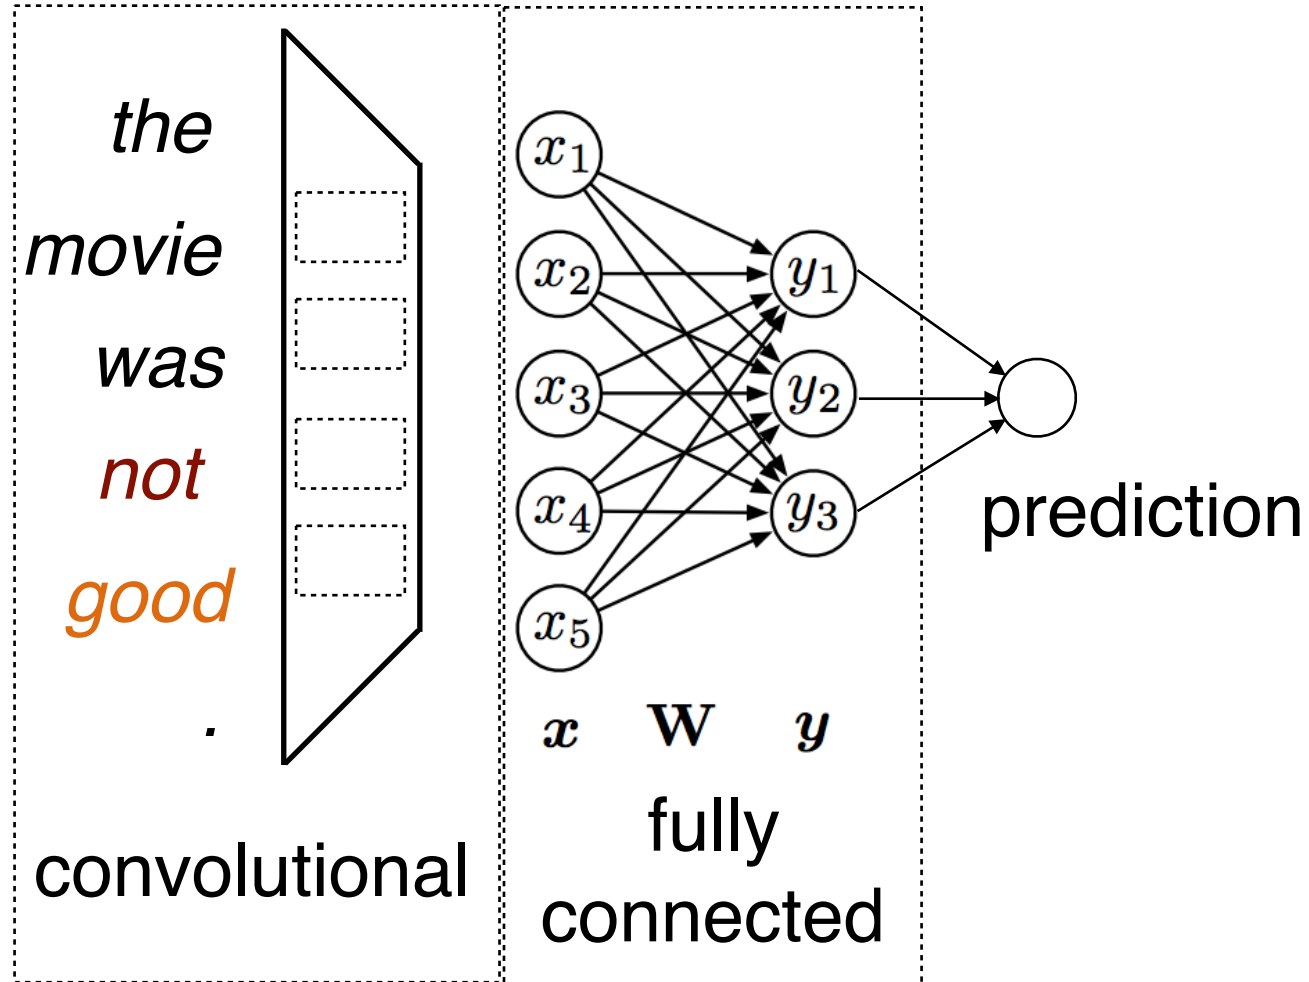 the
movie
was
not
good
.
convolutional
x1
x2
x3
x4
x5
y1
y2
y3
x W y
fully
connected
prediction